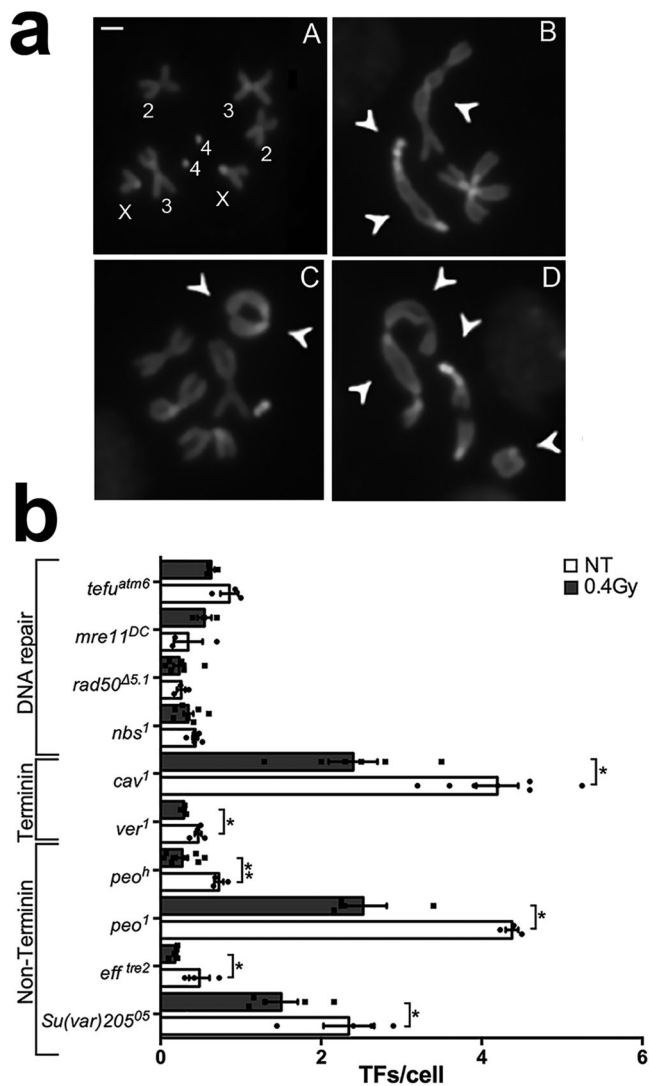 a
A
B
2
3
4
4
2
X
3
X
C
D
b
NT
0.4Gy
DNA repair
tefu^atm6
mre11^DC
rad50^Δ5.1
nbs^1
Terminin
cav^1
*
ver^1
*
Non-Terminin
peo^h
**
peo^1
*
eff^tre2
*
Su(var)205^05
*
0
2
4
6
TFs/cell